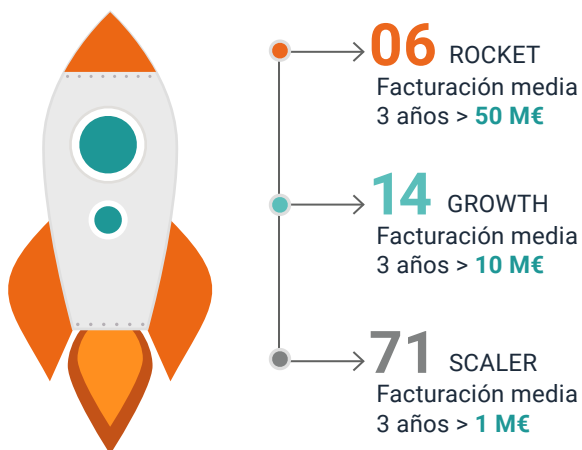 06 ROCKET
Facturación media
3 años > 50 M€
14 GROWTH
Facturación media
3 años > 10 M€
71 SCALER
Facturación media
3 años > 1 M€